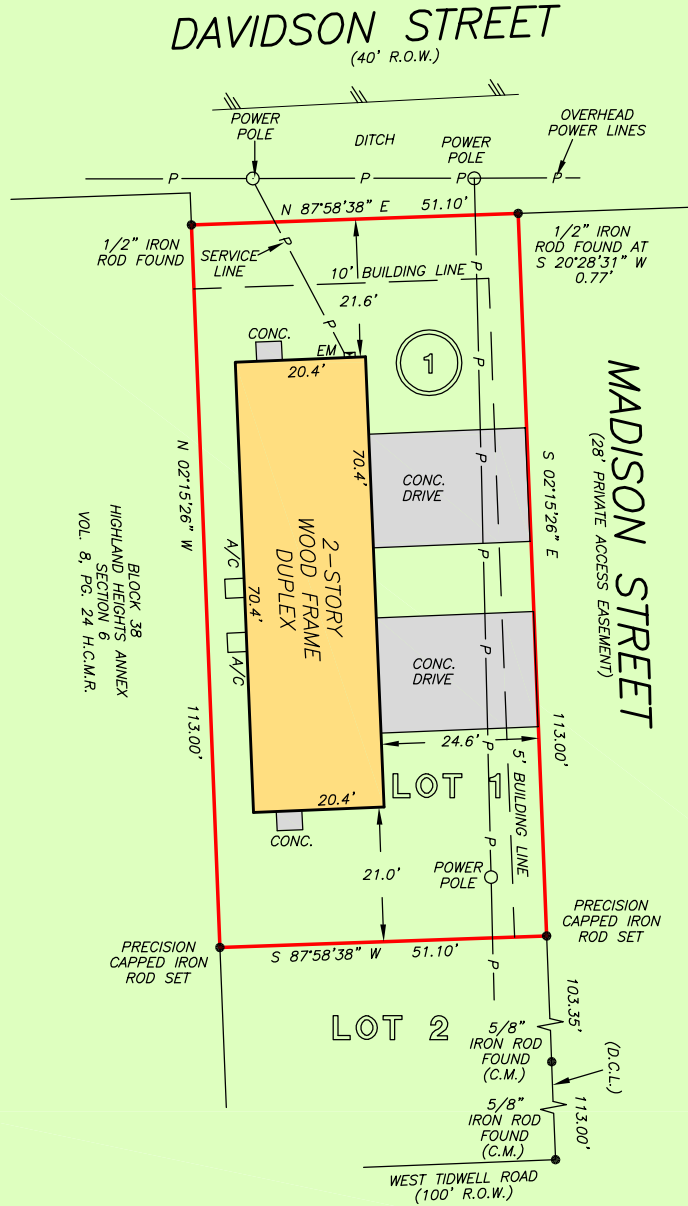 DAVIDSON STREET
(40' R.O.W.)
POWER
POLE
DITCH
POWER
POLE
OVERHEAD
POWER LINES
P
P
P
P
N 87°58'38" E
51.10'
1/2" IRON
ROD FOUND
SERVICE
LINE
P
1/2" IRON
ROD FOUND AT
S 20°28'31" W
0.77'
10' BUILDING LINE
P
21.6'
P
CONC.
EM
20.4'
1
P
MADISON STREET
(28' PRIVATE ACCESS EASEMENT)
N 02°15'26" W
113.00'
S 02°15'26" E
113.00'
70.4'
CONC.
DRIVE
P
2-STORY
WOOD FRAME
DUPLEX
A/C
70.4'
A/C
P
BLOCK 38
HIGHLAND HEIGHTS ANNEX
SECTION 6
VOL. 8, PG. 24 H.C.M.R.
CONC.
DRIVE
P
24.6'
P
5' BUILDING LINE
LOT 1
20.4'
CONC.
P
21.0'
POWER
POLE
PRECISION
CAPPED IRON
ROD SET
PRECISION
CAPPED IRON
ROD SET
S 87°58'38" W
51.10'
P
LOT 2
103.35'
5/8"
IRON ROD
FOUND
(C.M.)
(D.C.L.)
113.00'
5/8"
IRON ROD
FOUND
(C.M.)
WEST TIDWELL ROAD
(100' R.O.W.)